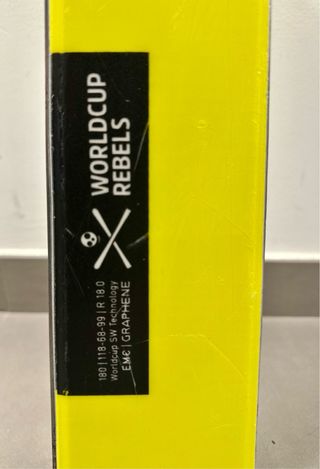 WORLDCUP
REBELS
180 | 118-68-99 | R 18.0
Worldcup SW Technology
EMC | GRAPHENE